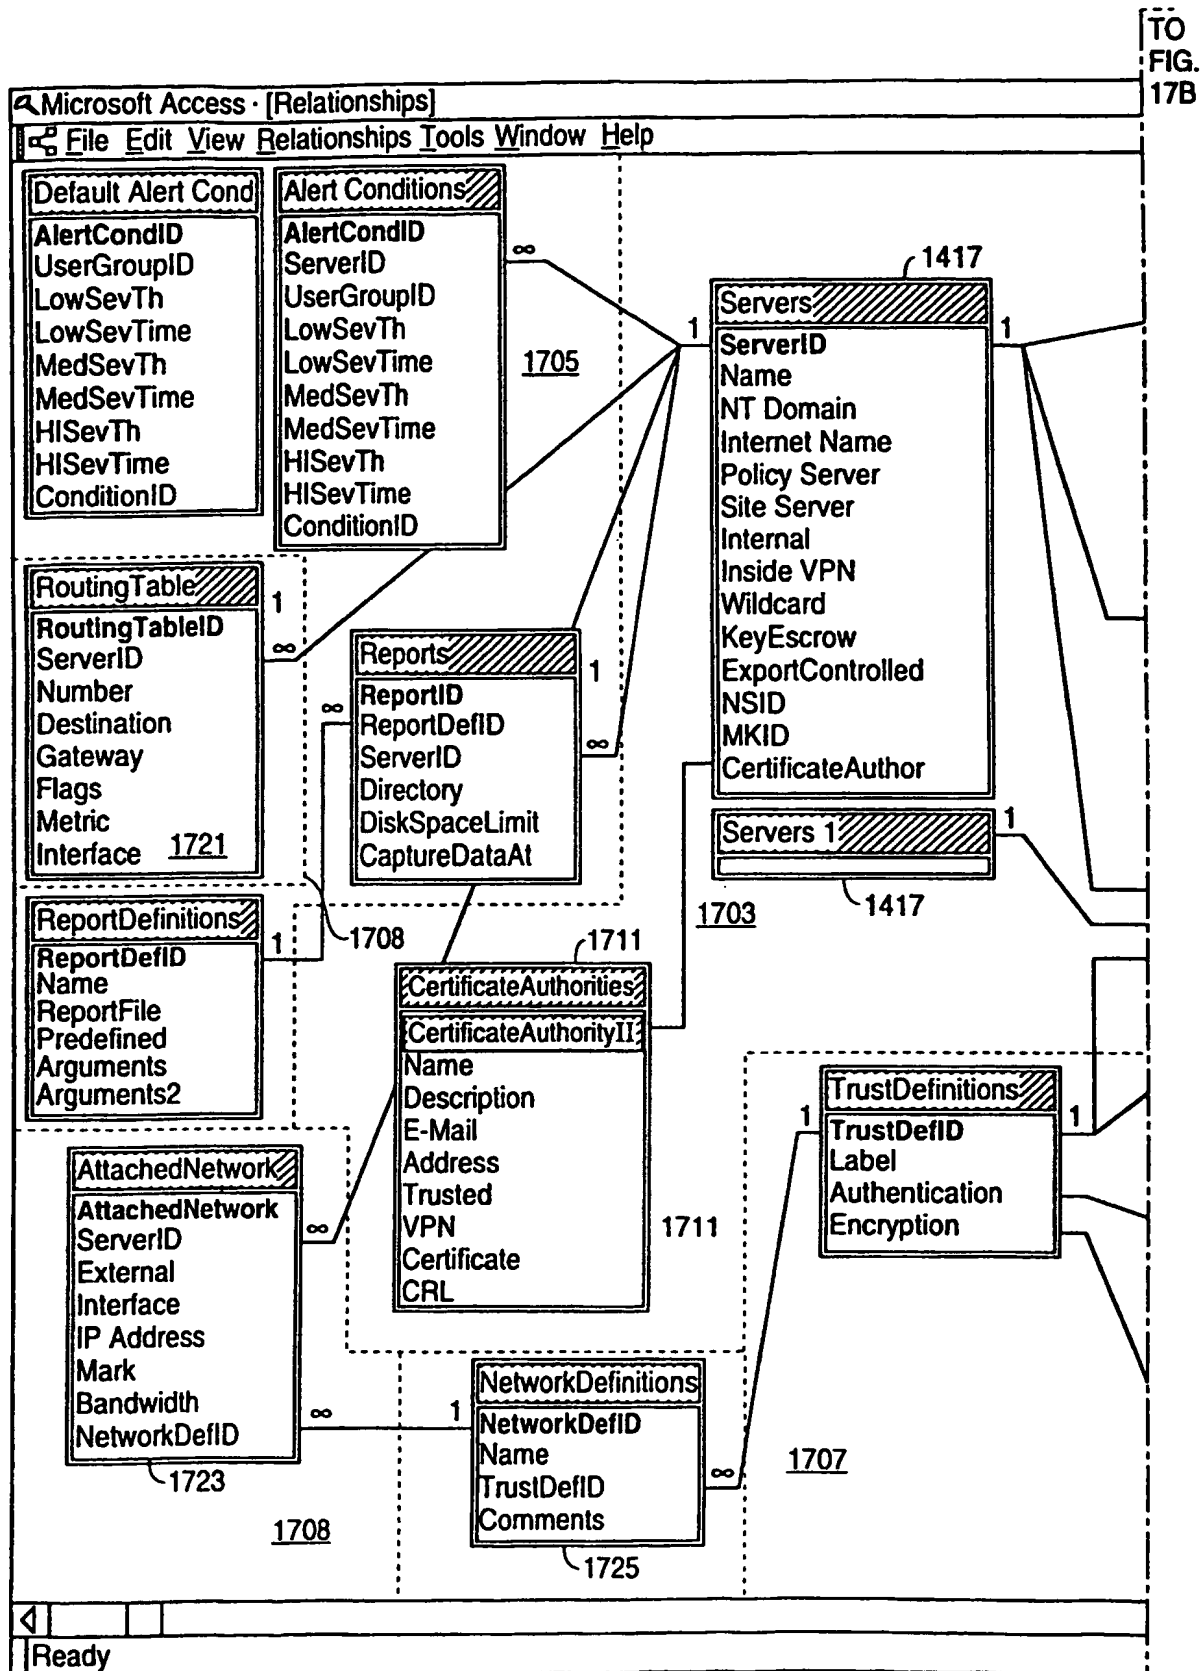 TO
FIG.
17B
Microsoft Access · [Relationships]
File Edit View Relationships Tools Window Help
Default Alert Cond
AlertCondID
UserGroupID
LowSevTh
LowSevTime
MedSevTh
MedSevTime
HISevTh
HISevTime
ConditionID
Alert Conditions
AlertCondID
ServerID
UserGroupID
LowSevTh
LowSevTime
MedSevTh
MedSevTime
HISevTh
HISevTime
ConditionID
∞
1705
1417
Servers
1
1
ServerID
Name
NT Domain
Internet Name
Policy Server
Site Server
Internal
Inside VPN
Wildcard
KeyEscrow
ExportControlled
NSID
MKID
CertificateAuthor
Servers 1
1
1417
1703
RoutingTable
1
RoutingTableID
ServerID
∞
Number
Destination
Gateway
Flags
Metric
Interface
1721
Reports
1
ReportID
∞
ReportDefID
ServerID
∞
Directory
DiskSpaceLimit
CaptureDataAt
1708
ReportDefinitions
1
ReportDefID
Name
ReportFile
Predefined
Arguments
Arguments2
1711
CertificateAuthorities
CertificateAuthorityII
Name
Description
E-Mail
Address
Trusted
VPN
Certificate
CRL
1711
TrustDefinitions
1
1
TrustDefID
Label
Authentication
Encryption
AttachedNetwork
AttachedNetwork
ServerID
∞
External
Interface
IP Address
Mark
Bandwidth
NetworkDefID
∞
1723
1708
NetworkDefinitions
1
NetworkDefID
Name
TrustDefID
∞
Comments
1725
1707
Ready